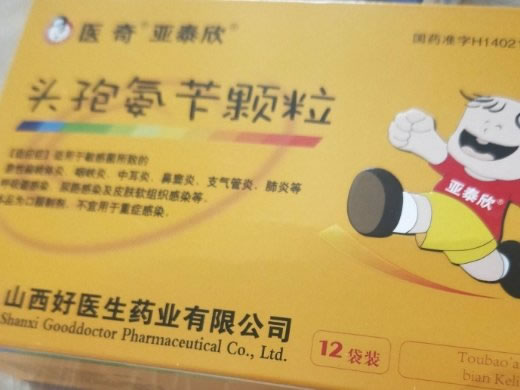 医奇®亚泰欣®
国药准字H1402
头孢氨苄颗粒
【适应症】适用于敏感菌所致的
急性扁桃体炎、咽峡炎、中耳炎、鼻窦炎、支气管炎、肺炎等
呼吸道感染、尿路感染及皮肤软组织感染等。
本品为口服制剂,不宜用于重症感染。
亚泰欣®
山西好医生药业有限公司
Shanxi Gooddoctor Pharmaceutical Co., Ltd.
12袋装
Toubao'a
bian Keli